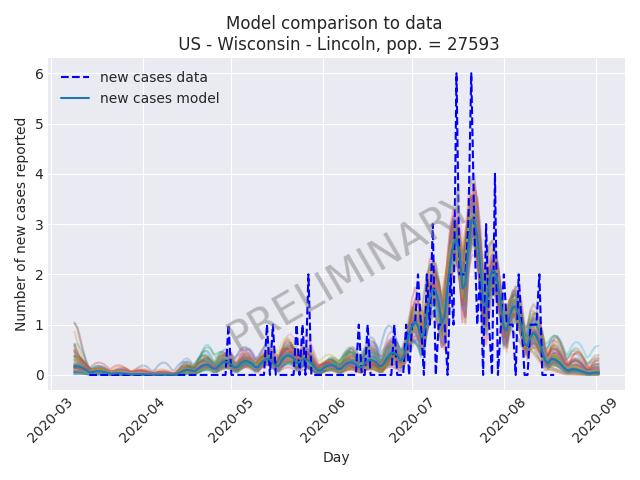 Model comparison to data
US - Wisconsin - Lincoln, pop. = 27593
new cases data
new cases model
Number of new cases reported
6
5
4
3
2
1
0
PRELIMINARY
2020-03
2020-04
2020-05
2020-06
2020-07
2020-08
2020-09
Day